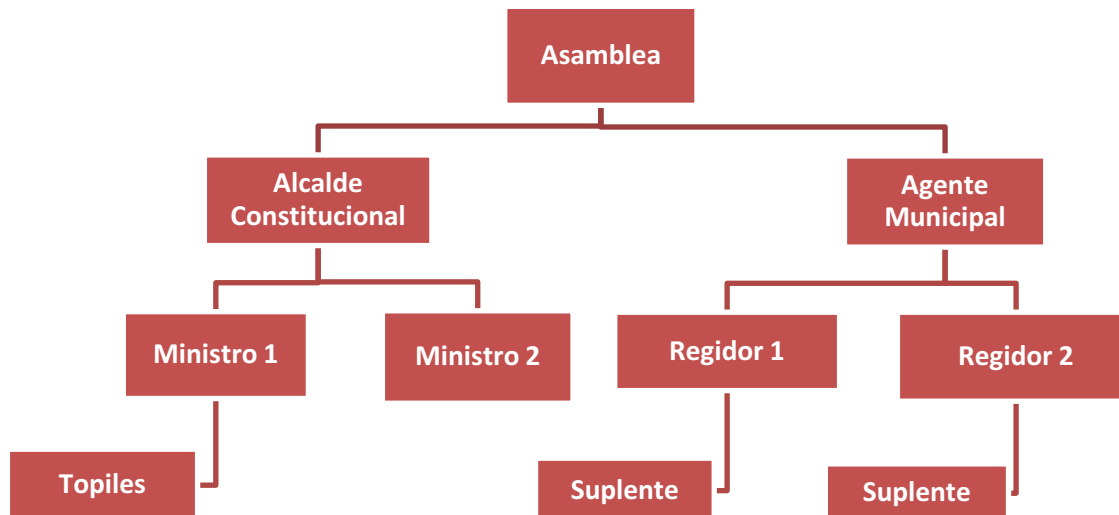 Asamblea
Alcalde
Constitucional
Agente
Municipal
Ministro 1
Ministro 2
Regidor 1
Regidor 2
Topiles
Suplente
Suplente